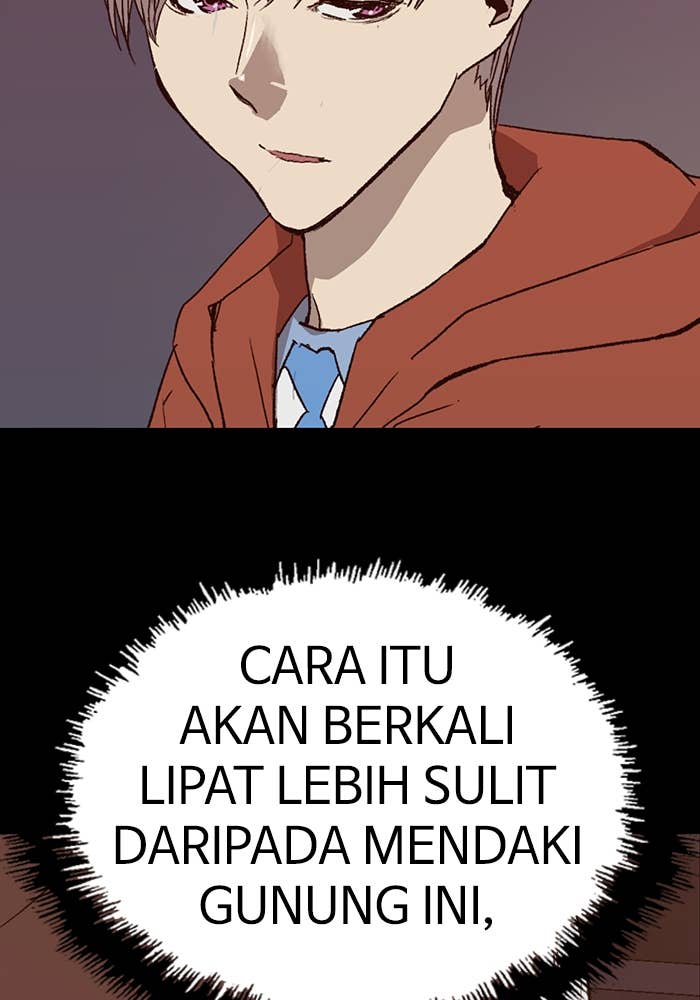 CARA ITU
AKAN BERKALI
LIPAT LEBIH SULIT
DARIPADA MENDAKI
GUNUNG INI,